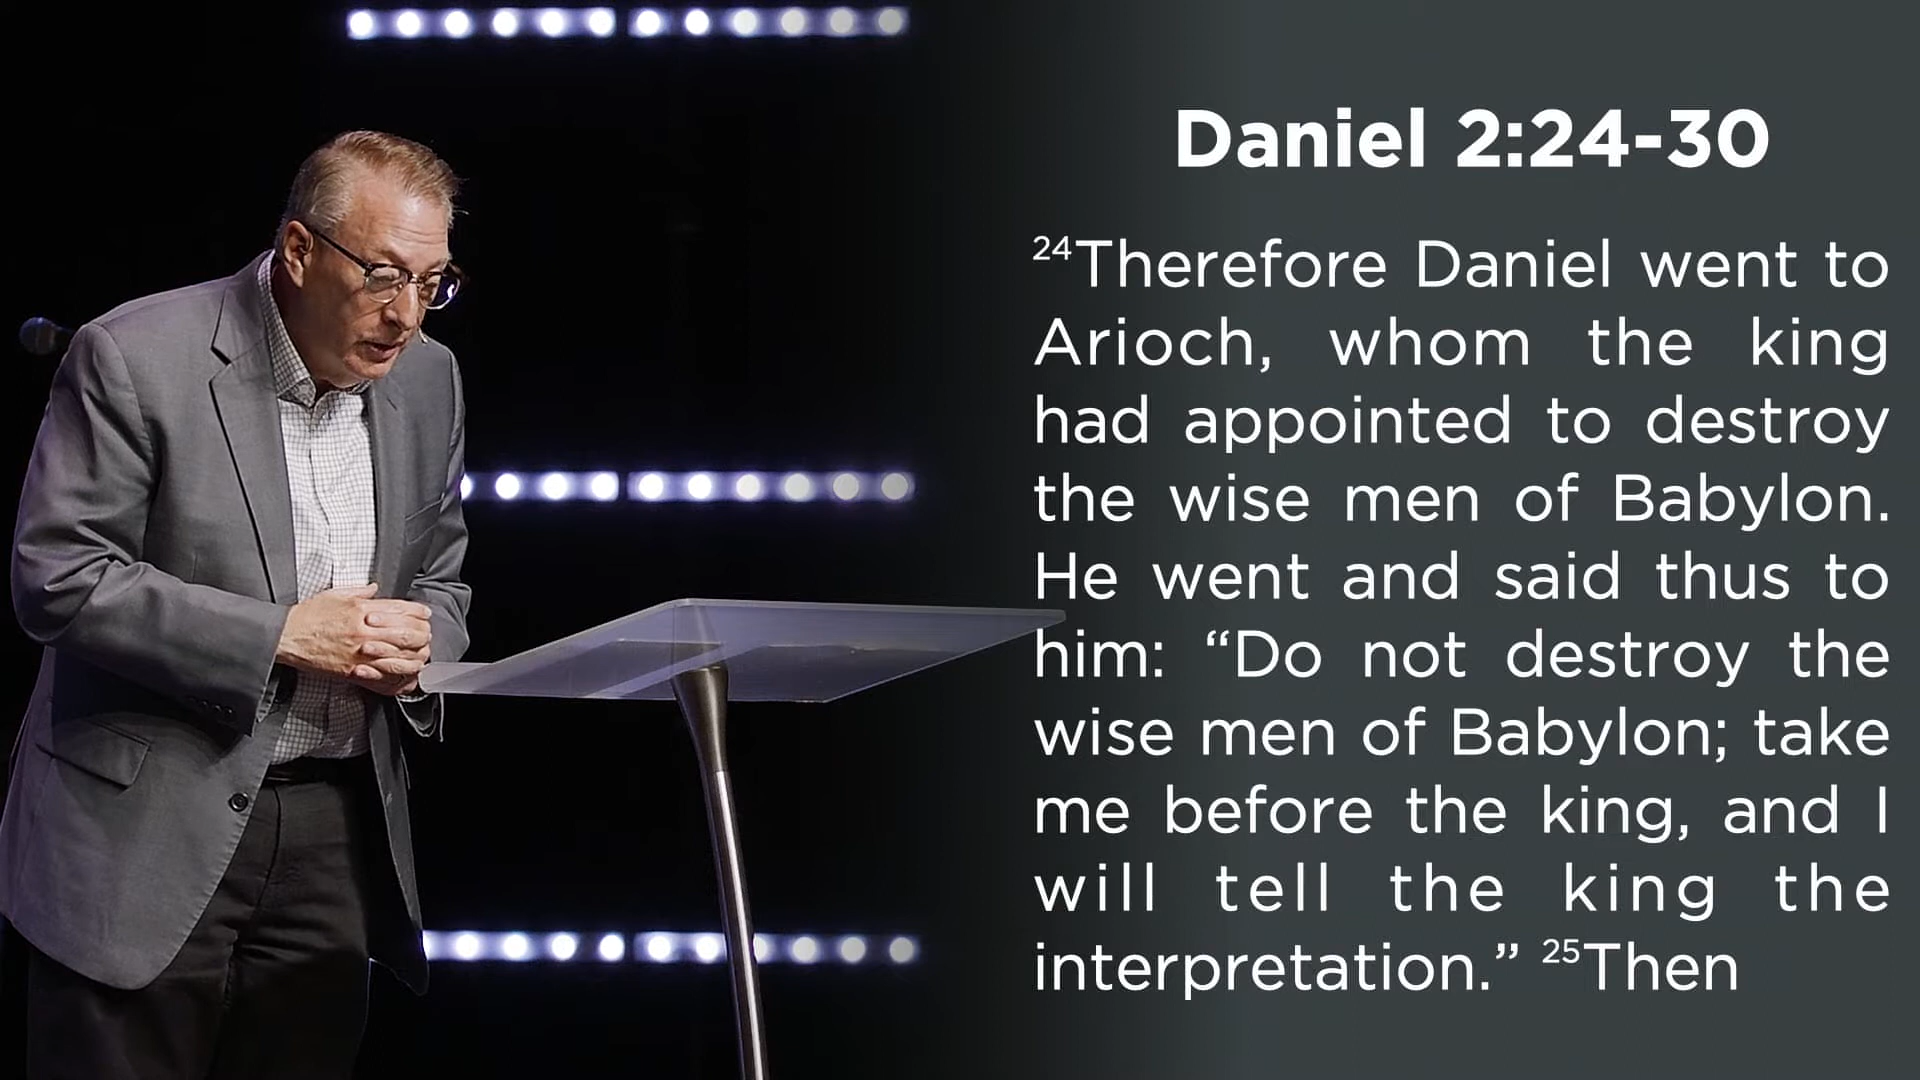 Daniel 2:24-30
24Therefore Daniel went to
Arioch, whom the king
had appointed to destroy
the wise men of Babylon.
He went and said thus to
him: “Do not destroy the
wise men of Babylon; take
me before the king, and I
will tell the king the
interpretation.” 25Then